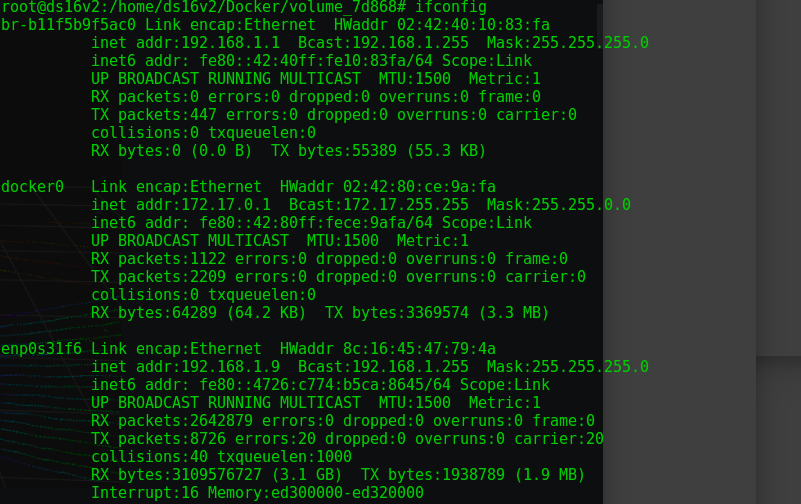 root@ds16v2:/home/ds16v2/Docker/volume_7d868# ifconfig
br-b11f5b9f5ac0 Link encap:Ethernet  HWaddr 02:42:40:10:83:fa
          inet addr:192.168.1.1  Bcast:192.168.1.255  Mask:255.255.255.0
          inet6 addr: fe80::42:40ff:fe10:83fa/64 Scope:Link
          UP BROADCAST RUNNING MULTICAST  MTU:1500  Metric:1
          RX packets:0 errors:0 dropped:0 overruns:0 frame:0
          TX packets:447 errors:0 dropped:0 overruns:0 carrier:0
          collisions:0 txqueuelen:0
          RX bytes:0 (0.0 B)  TX bytes:55389 (55.3 KB)

docker0   Link encap:Ethernet  HWaddr 02:42:80:ce:9a:fa
          inet addr:172.17.0.1  Bcast:172.17.255.255  Mask:255.255.0.0
          inet6 addr: fe80::42:80ff:fece:9afa/64 Scope:Link
          UP BROADCAST MULTICAST  MTU:1500  Metric:1
          RX packets:1122 errors:0 dropped:0 overruns:0 frame:0
          TX packets:2209 errors:0 dropped:0 overruns:0 carrier:0
          collisions:0 txqueuelen:0
          RX bytes:64289 (64.2 KB)  TX bytes:3369574 (3.3 MB)

enp0s31f6 Link encap:Ethernet  HWaddr 8c:16:45:47:79:4a
          inet addr:192.168.1.9  Bcast:192.168.1.255  Mask:255.255.255.0
          inet6 addr: fe80::4726:c774:b5ca:8645/64 Scope:Link
          UP BROADCAST RUNNING MULTICAST  MTU:1500  Metric:1
          RX packets:2642879 errors:0 dropped:0 overruns:0 frame:0
          TX packets:8726 errors:20 dropped:0 overruns:0 carrier:20
          collisions:40 txqueuelen:1000
          RX bytes:3109576727 (3.1 GB)  TX bytes:1938789 (1.9 MB)
          Interrupt:16 Memory:ed300000-ed320000